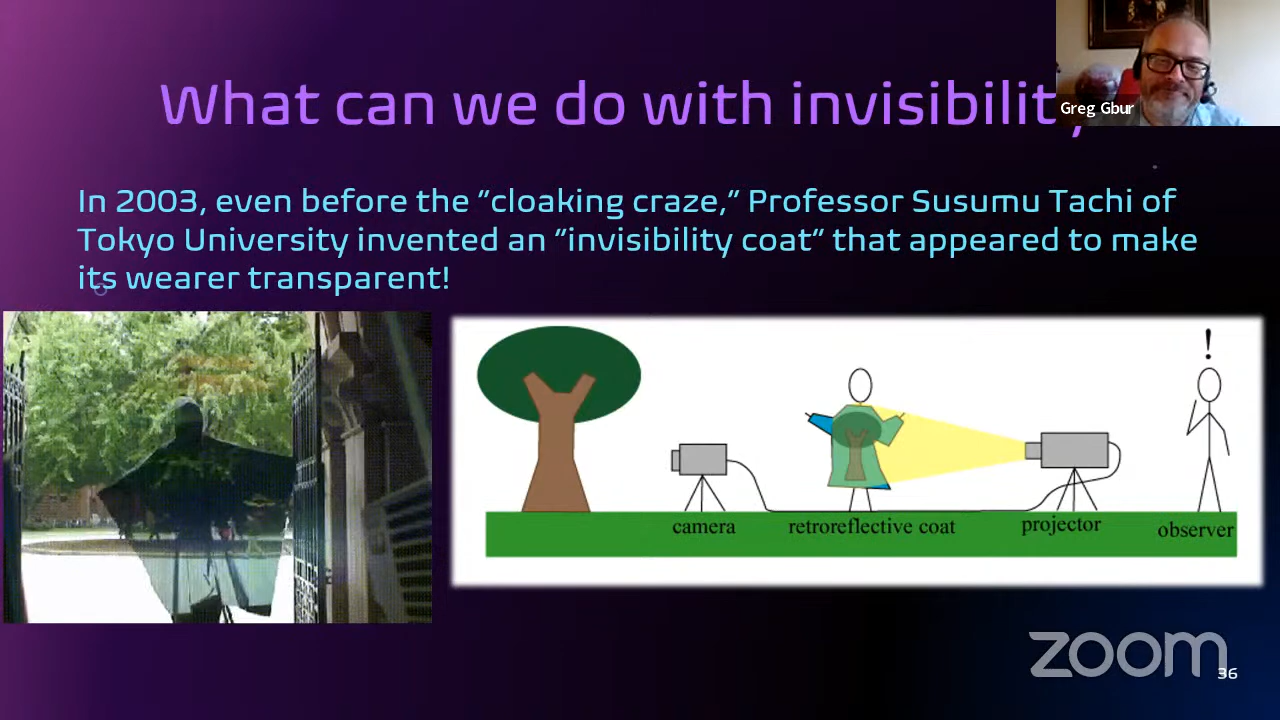 What can we do with invisibility
Greg Gbur
In 2003, even before the “cloaking craze,” Professor Susumu Tachi of
Tokyo University invented an “invisibility coat” that appeared to make
its wearer transparent!
!
camera
retroreflective coat
projector
observer
zoom
36